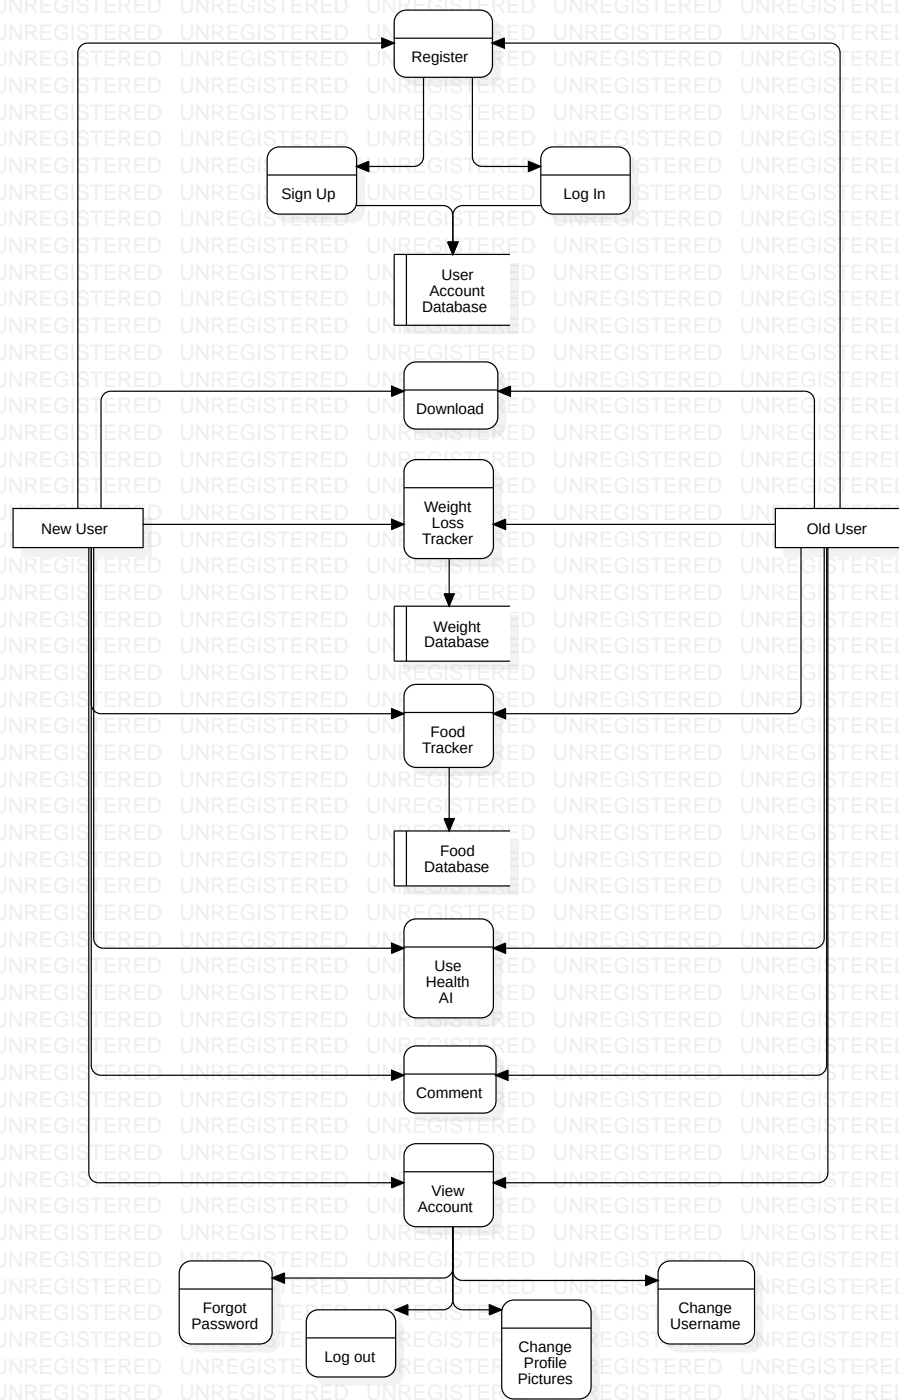 Register
Sign Up
Log In
User
Account
Database
Download
Weight
Loss
Tracker
New User
Old User
Weight
Database
Food
Tracker
Food
Database
Use
Health
AI
Comment
View
Account
Forgot
Password
Log out
Change
Profile
Pictures
Change
Username
UNREGISTERED